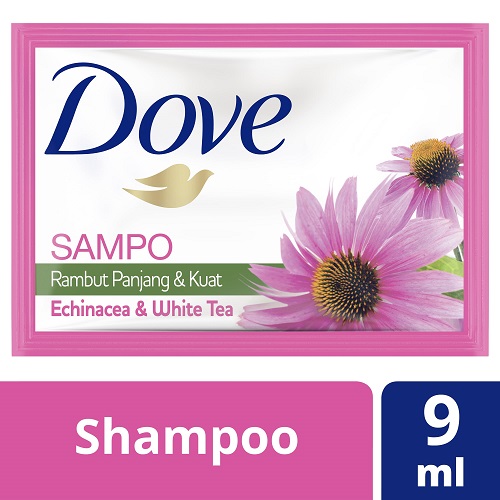 Dove
SAMPO
Rambut Panjang & Kuat
Echinacea & White Tea
Shampoo
9
ml